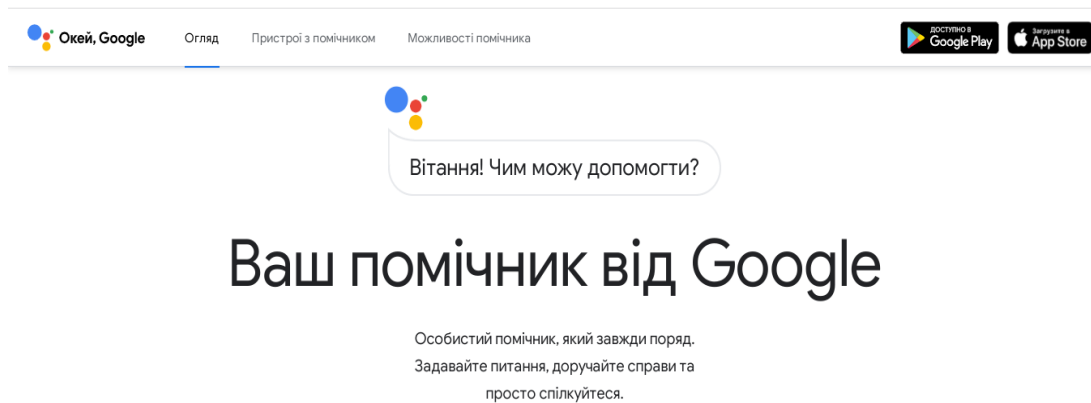 Окей, Google
Огляд
Пристрої з помічником
Можливості помічника
ДОСТУПНО В
Google Play
Загрузите в
App Store
Вітання! Чим можу допомогти?
Ваш помічник від Google
Особистий помічник, який завжди поряд.
Задавайте питання, доручайте справи та
просто спілкуйтеся.